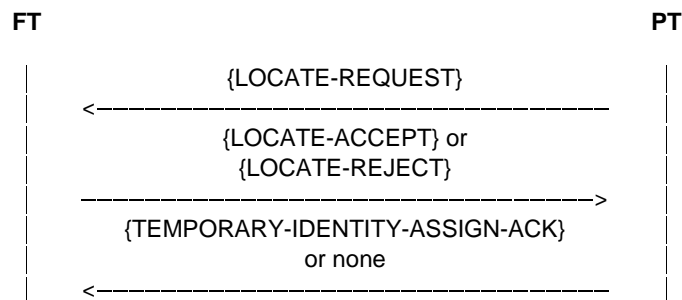 FT PT
{LOCATE-REQUEST}
{LOCATE-ACCEPT} or
{LOCATE-REJECT}
{TEMPORARY-IDENTITY-ASSIGN-ACK}
or none